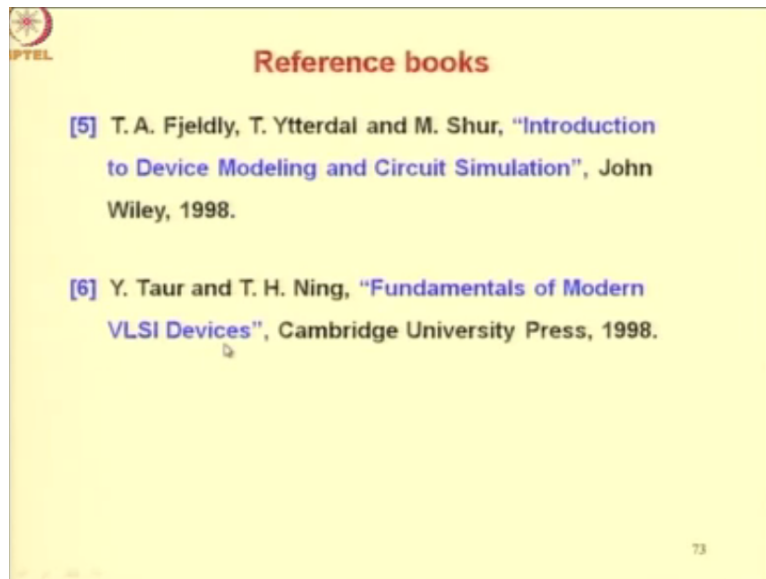 IPTEL
Reference books
[5] T. A. Fjeldly, T. Ytterdal and M. Shur, “Introduction
to Device Modeling and Circuit Simulation”, John
Wiley, 1998.
[6] Y. Taur and T. H. Ning, “Fundamentals of Modern
VLSI Devices”, Cambridge University Press, 1998.
73